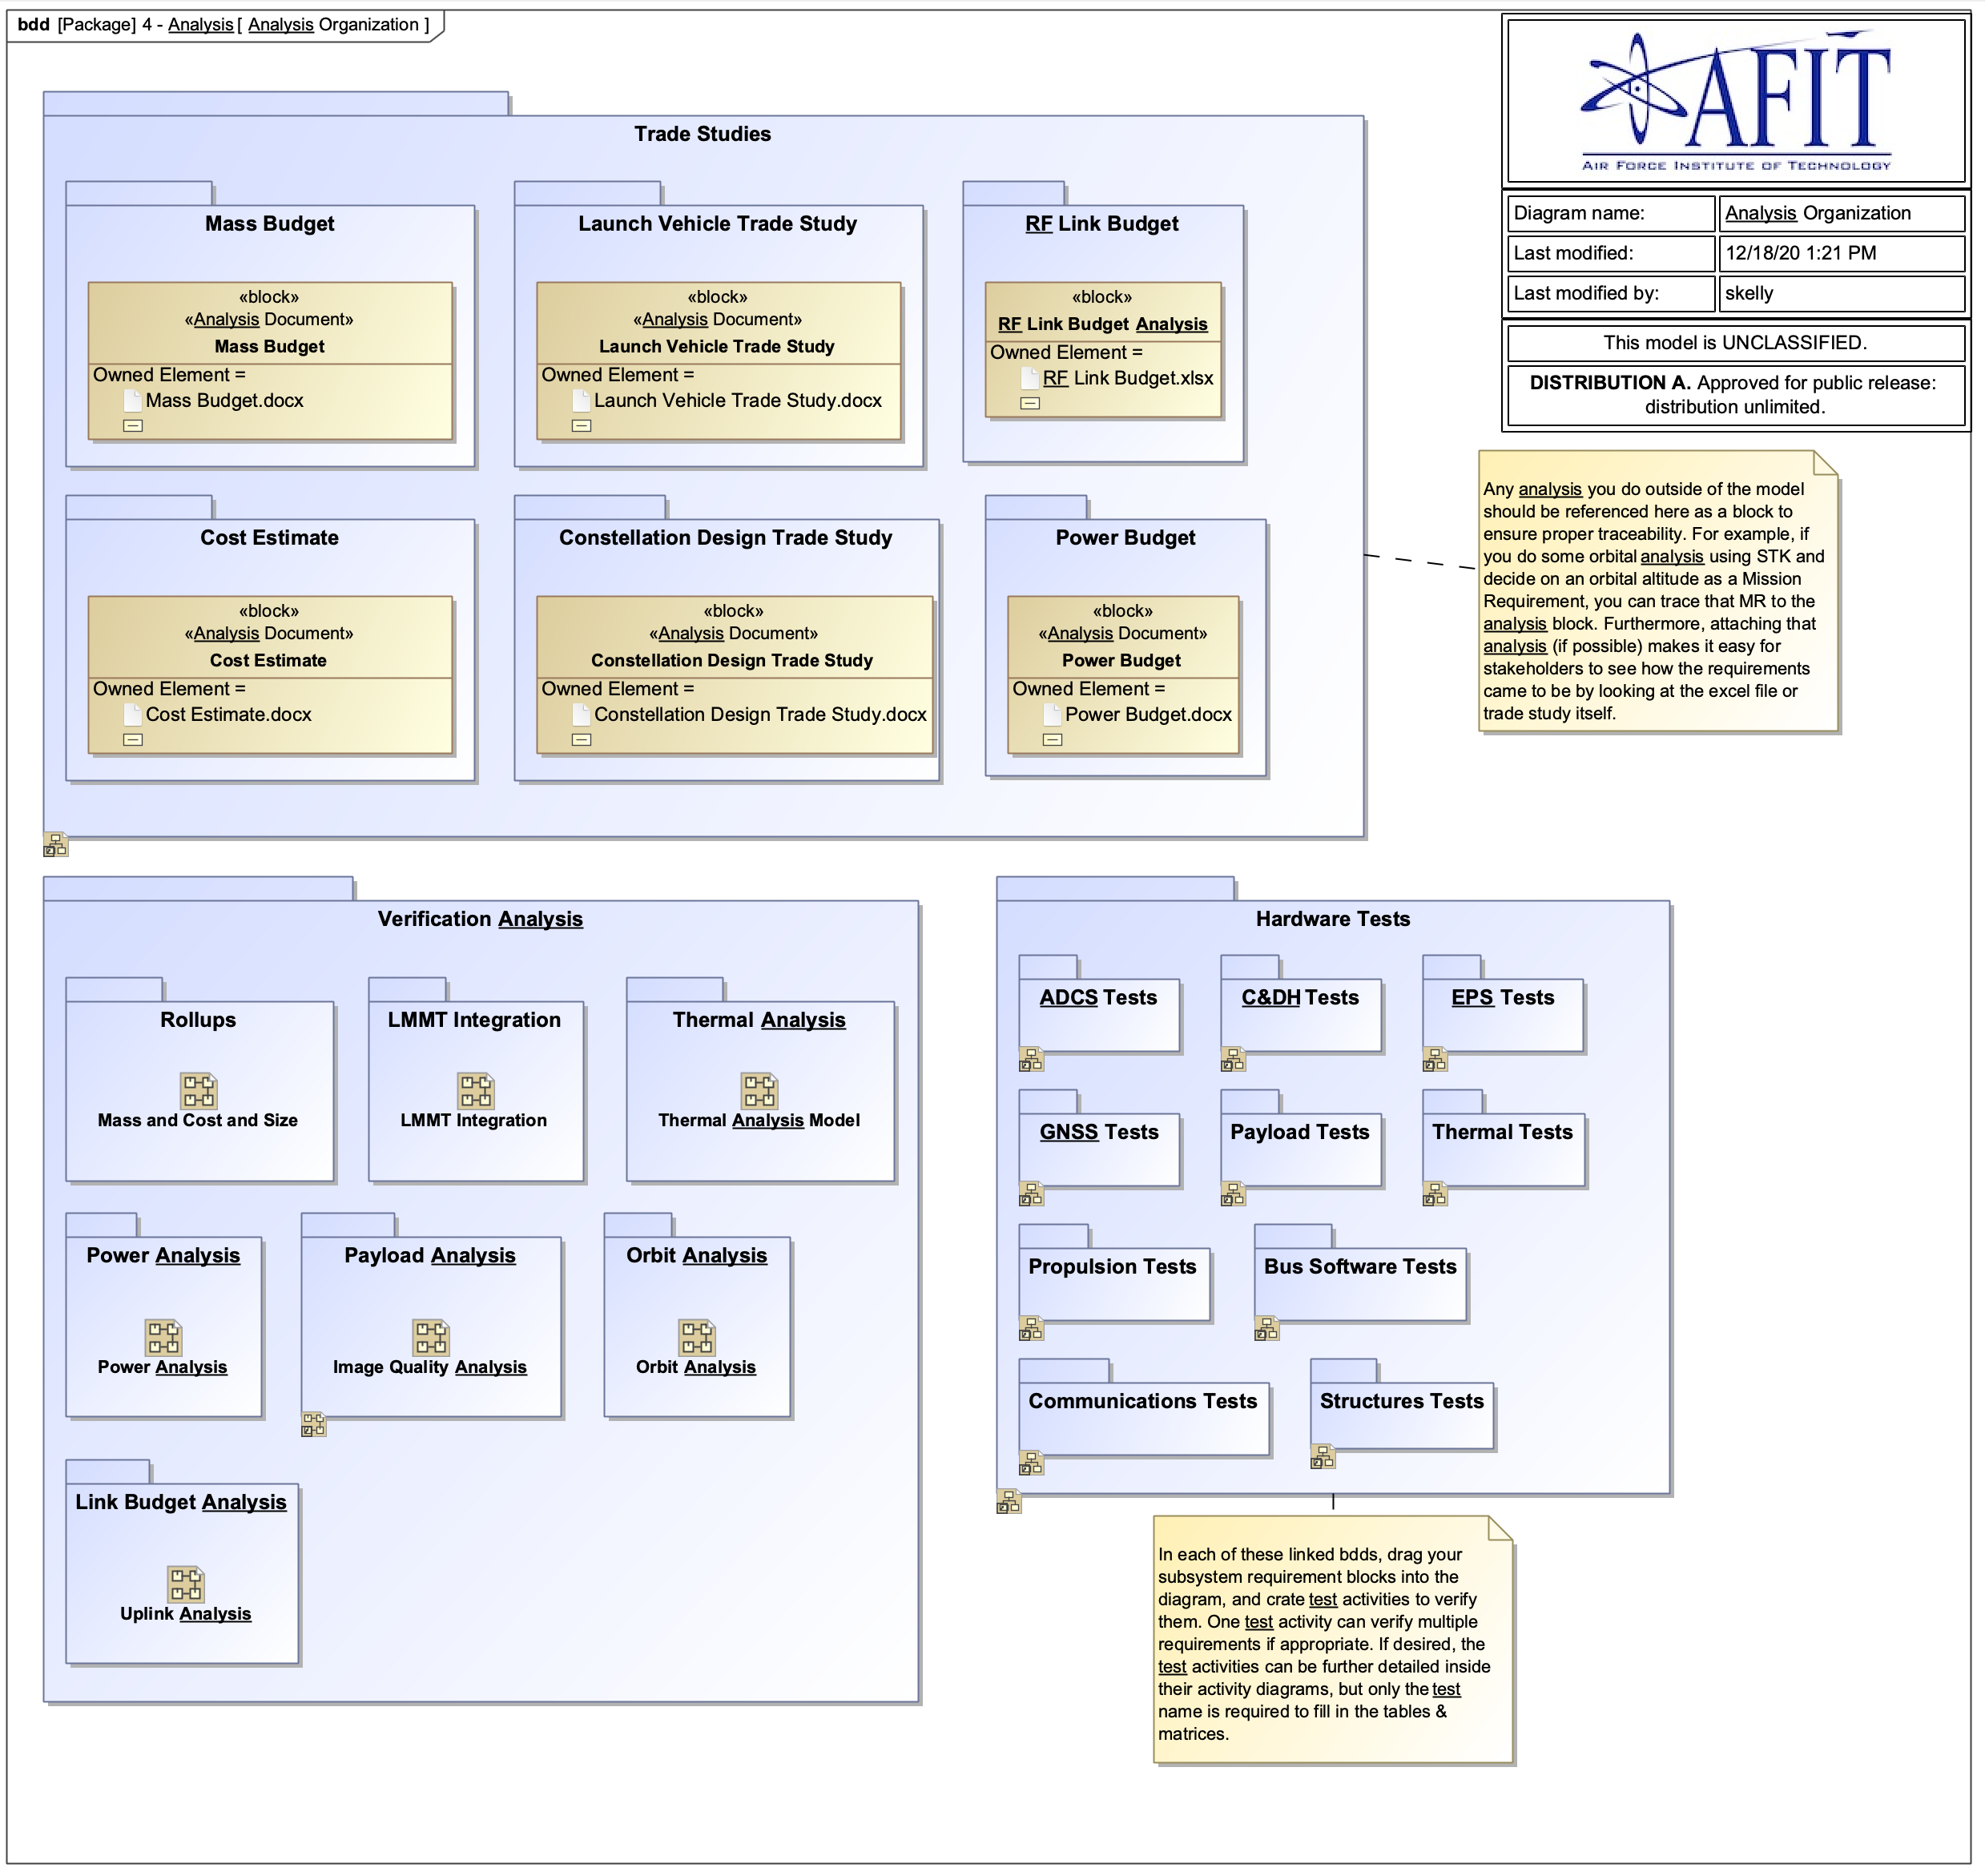 bdd [Package] 4 - Analysis [ Analysis Organization ]
AFIT
AIR FORCE INSTITUTE OF TECHNOLOGY
Diagram name: Analysis Organization
Last modified: 12/18/20 1:21 PM
Last modified by: skelly
This model is UNCLASSIFIED.
DISTRIBUTION A. Approved for public release:
distribution unlimited.
Trade Studies
Mass Budget
«block»
«Analysis Document»
Mass Budget
Owned Element =
Mass Budget.docx
Launch Vehicle Trade Study
«block»
«Analysis Document»
Launch Vehicle Trade Study
Owned Element =
Launch Vehicle Trade Study.docx
RF Link Budget
«block»
RF Link Budget Analysis
Owned Element =
RF Link Budget.xlsx
Cost Estimate
«block»
«Analysis Document»
Cost Estimate
Owned Element =
Cost Estimate.docx
Constellation Design Trade Study
«block»
«Analysis Document»
Constellation Design Trade Study
Owned Element =
Constellation Design Trade Study.docx
Power Budget
«block»
«Analysis Document»
Power Budget
Owned Element =
Power Budget.docx
Any analysis you do outside of the model
should be referenced here as a block to
ensure proper traceability. For example, if
you do some orbital analysis using STK and
decide on an orbital altitude as a Mission
Requirement, you can trace that MR to the
analysis block. Furthermore, attaching that
analysis (if possible) makes it easy for
stakeholders to see how the requirements
came to be by looking at the excel file or
trade study itself.
Verification Analysis
Rollups
Mass and Cost and Size
LMMT Integration
LMMT Integration
Thermal Analysis
Thermal Analysis Model
Power Analysis
Power Analysis
Payload Analysis
Image Quality Analysis
Orbit Analysis
Orbit Analysis
Link Budget Analysis
Uplink Analysis
Hardware Tests
ADCS Tests
C&DH Tests
EPS Tests
GNSS Tests
Payload Tests
Thermal Tests
Propulsion Tests
Bus Software Tests
Communications Tests
Structures Tests
In each of these linked bdds, drag your
subsystem requirement blocks into the
diagram, and crate test activities to verify
them. One test activity can verify multiple
requirements if appropriate. If desired, the
test activities can be further detailed inside
their activity diagrams, but only the test
name is required to fill in the tables &
matrices.